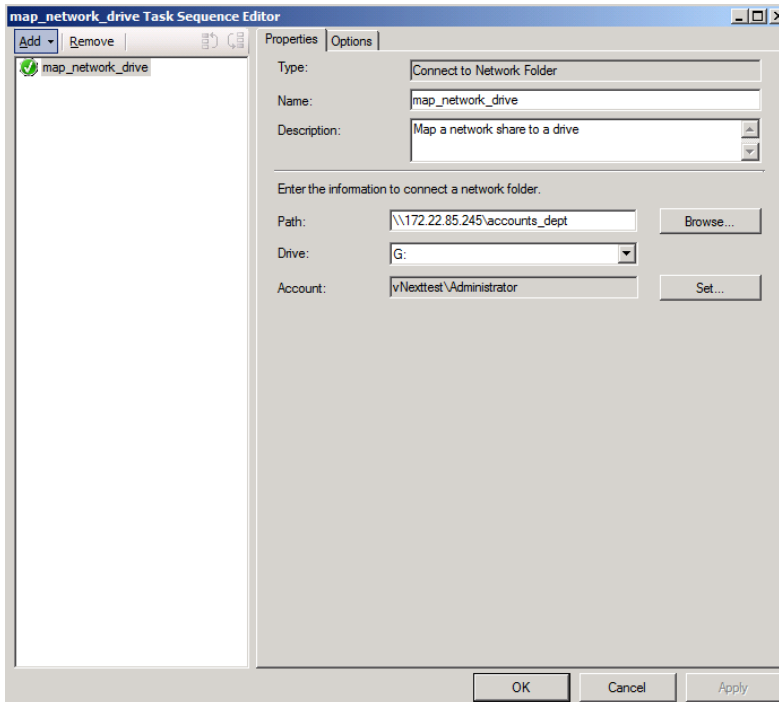 map_network_drive Task Sequence Editor
Add Remove
Properties Options
map_network_drive
Type: Connect to Network Folder
Name: map_network_drive
Description: Map a network share to a drive
Enter the information to connect a network folder.
Path: \\172.22.85.245\accounts_dept Browse...
Drive: G:
Account: vNexttest\Administrator Set...
OK Cancel Apply